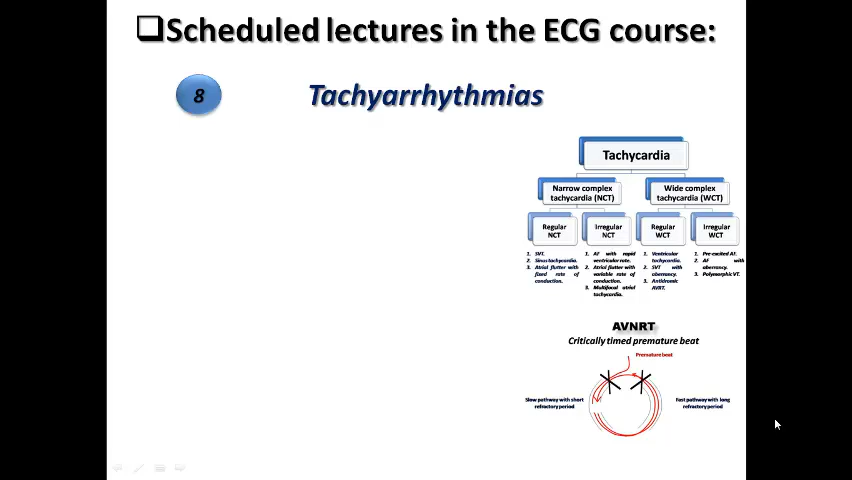 ❑Scheduled lectures in the ECG course:
8
Tachyarrhythmias
Tachycardia
Narrow complex
tachycardia (NCT)
Wide complex
tachycardia (WCT)
Regular
NCT
Irregular
NCT
Regular
WCT
Irregular
WCT
1. SVT.
2. Sinus tachycardia.
3. Atrial flutter with
fixed rate of
conduction.
1. AF with rapid
ventricular rate.
2. Atrial flutter with
variable rate of
conduction.
3. Multifocal atrial
tachycardia.
1. Ventricular
tachycardia.
2. SVT with
aberrancy.
3. Antidromic
AVRT.
1. Pre-excited AF.
2. AF with
aberrancy.
3. Polymorphic VT.
AVNRT
Critically timed premature beat
Premature beat
Slow pathway with short
refractory period
Fast pathway with long
refractory period